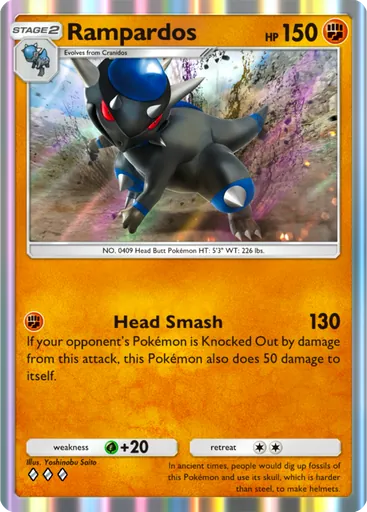 STAGE2
Rampardos
HP 150
Evolves from Cranidos
NO. 0409 Head Butt Pokémon HT: 5'3" WT: 226 lbs.
Head Smash 130
If your opponent's Pokémon is Knocked Out by damage
from this attack, this Pokémon also does 50 damage to
itself.
weakness +20 retreat
Illus. Yoshinobu Saito
In ancient times, people would dig up fossils of
this Pokémon and use its skull, which is harder
than steel, to make helmets.